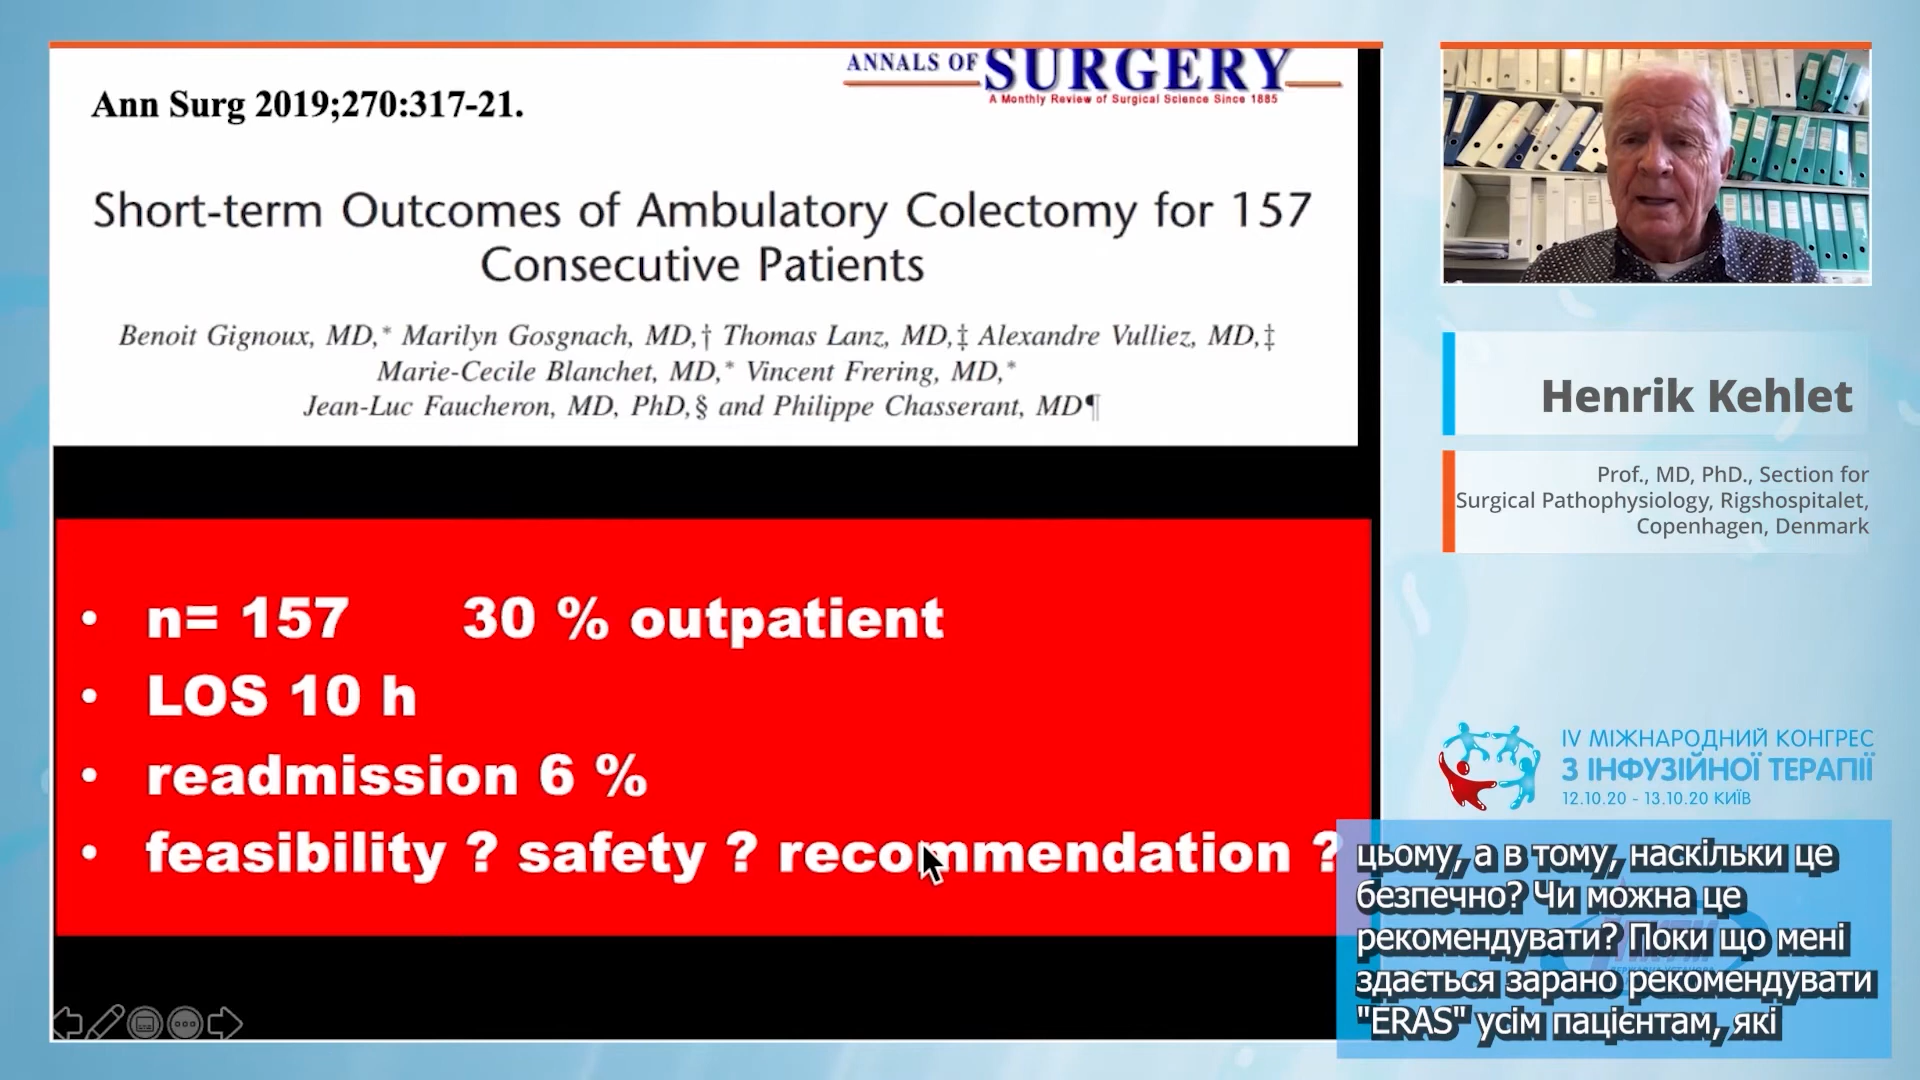 ANNALS OF SURGERY
A Monthly Review of Surgical Science Since 1885
Ann Surg 2019;270:317-21.
Short-term Outcomes of Ambulatory Colectomy for 157
Consecutive Patients
Benoit Gignoux, MD,* Marilyn Gosgnach, MD,† Thomas Lanz, MD,‡ Alexandre Vulliez, MD,‡
Marie-Cecile Blanchet, MD,* Vincent Frering, MD,*
Jean-Luc Faucheron, MD, PhD,§ and Philippe Chasserant, MD¶
• n= 157 30 % outpatient
• LOS 10 h
• readmission 6 %
• feasibility ? safety ? recommendation ?
Henrik Kehlet
Prof., MD, PhD., Section for
Surgical Pathophysiology, Rigshospitalet,
Copenhagen, Denmark
IV МІЖНАРОДНИЙ КОНГРЕС
З ІНФУЗІЙНОЇ ТЕРАПІЇ
12.10.20 - 13.10.20 КИЇВ
цьому, а в тому, наскільки це
безпечно? Чи можна це
рекомендувати? Поки що мені
здається зарано рекомендувати
"ERAS" усім пацієнтам, які